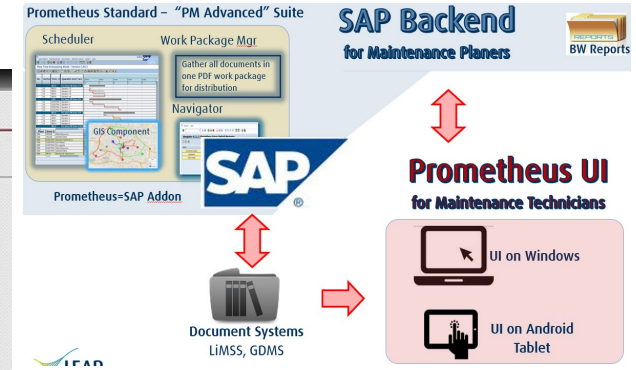 Prometheus Standard – "PM Advanced" Suite
Scheduler
Work Package Mgr
Gather all documents in
one PDF work package
for distribution
Navigator
GIS Component
SAP
®
Prometheus=SAP Addon
SAP Backend
for Maintenance Planers
REPORTS
BW Reports
Prometheus UI
for Maintenance Technicians
UI on Windows
UI on Android
Tablet
Document Systems
LiMSS, GDMS
LEAP